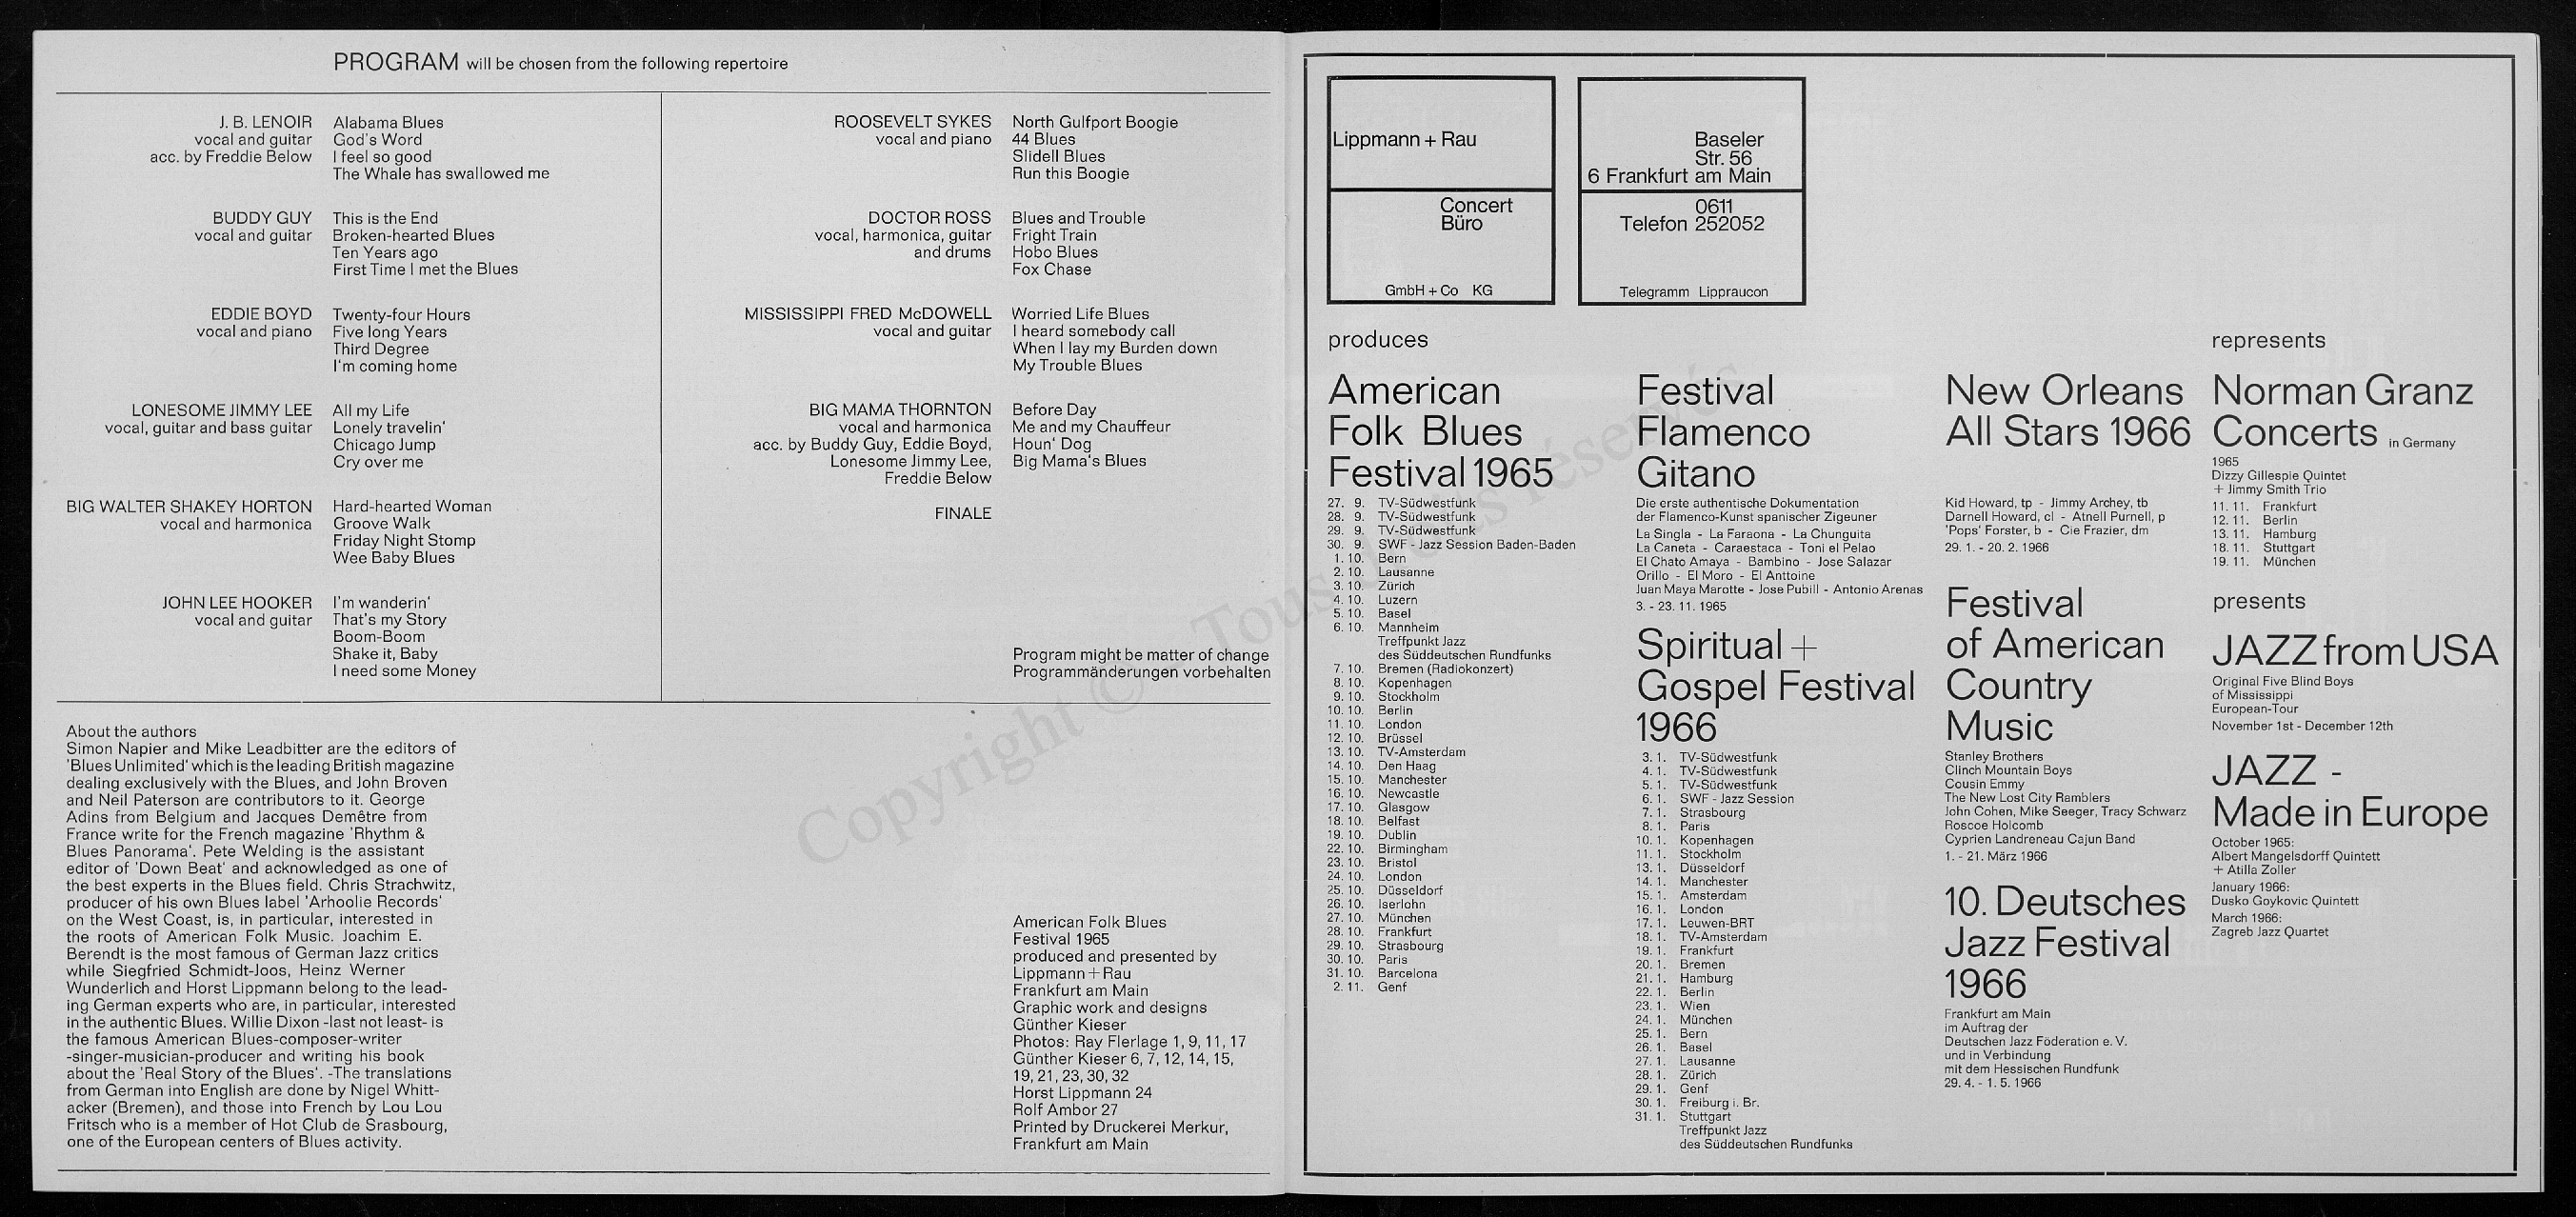 PROGRAM will be chosen from the following repertoire
J. B. LENOIR
vocal and guitar
acc. by Freddie Below
Alabama Blues
God's Word
I feel so good
The Whale has swallowed me
BUDDY GUY
vocal and guitar
This is the End
Broken-hearted Blues
Ten Years ago
First Time I met the Blues
EDDIE BOYD
vocal and piano
Twenty-four Hours
Five long Years
Third Degree
I'm coming home
LONESOME JIMMY LEE
vocal, guitar and bass guitar
All my Life
Lonely travelin'
Chicago Jump
Cry over me
BIG WALTER SHAKEY HORTON
vocal and harmonica
Hard-hearted Woman
Groove Walk
Friday Night Stomp
Wee Baby Blues
JOHN LEE HOOKER
vocal and guitar
I'm wanderin'
That's my Story
Boom-Boom
Shake it, Baby
I need some Money
ROOSEVELT SYKES
vocal and piano
North Gulfport Boogie
44 Blues
Slidell Blues
Run this Boogie
DOCTOR ROSS
vocal, harmonica, guitar
and drums
Blues and Trouble
Fright Train
Hobo Blues
Fox Chase
MISSISSIPPI FRED McDOWELL
vocal and guitar
Worried Life Blues
I heard somebody call
When I lay my Burden down
My Trouble Blues
BIG MAMA THORNTON
vocal and harmonica
acc. by Buddy Guy, Eddie Boyd,
Lonesome Jimmy Lee,
Freddie Below
Before Day
Me and my Chauffeur
Houn' Dog
Big Mama's Blues
FINALE
Program might be matter of change
Programmänderungen vorbehalten
About the authors
Simon Napier and Mike Leadbitter are the editors of
'Blues Unlimited' which is the leading British magazine
dealing exclusively with the Blues, and John Broven
and Neil Paterson are contributors to it. George
Adins from Belgium and Jacques Demêtre from
France write for the French magazine 'Rhythm &
Blues Panorama'. Pete Welding is the assistant
editor of 'Down Beat' and acknowledged as one of
the best experts in the Blues field. Chris Strachwitz,
producer of his own Blues label 'Arhoolie Records'
on the West Coast, is, in particular, interested in
the roots of American Folk Music. Joachim E.
Berendt is the most famous of German Jazz critics
while Siegfried Schmidt-Joos, Heinz Werner
Wunderlich and Horst Lippmann belong to the lead-
ing German experts who are, in particular, interested
in the authentic Blues. Willie Dixon -last not least- is
the famous American Blues-composer-writer
-singer-musician-producer and writing his book
about the 'Real Story of the Blues'. -The translations
from German into English are done by Nigel Whitt-
acker (Bremen), and those into French by Lou Lou
Fritsch who is a member of Hot Club de Srasbourg,
one of the European centers of Blues activity.
American Folk Blues
Festival 1965
produced and presented by
Lippmann+Rau
Frankfurt am Main
Graphic work and designs
Günther Kieser
Photos: Ray Flerlage 1, 9, 11, 17
Günther Kieser 6, 7, 12, 14, 15,
19, 21, 23, 30, 32
Horst Lippmann 24
Rolf Ambor 27
Printed by Druckerei Merkur,
Frankfurt am Main
Copyright © - Tous droits réservés
Lippmann + Rau
Concert
Büro
GmbH + Co KG
Baseler
Str. 56
6 Frankfurt am Main
0611
Telefon 252052
Telegramm Lippraucon
produces
American
Folk Blues
Festival 1965
27. 9. TV-Südwestfunk
28. 9. TV-Südwestfunk
29. 9. TV-Südwestfunk
30. 9. SWF - Jazz Session Baden-Baden
1. 10. Bern
2. 10. Lausanne
3. 10. Zürich
4. 10. Luzern
5. 10. Basel
6. 10. Mannheim
Treffpunkt Jazz
des Süddeutschen Rundfunks
7. 10. Bremen (Radiokonzert)
8. 10. Kopenhagen
9. 10. Stockholm
10. 10. Berlin
11. 10. London
12. 10. Brüssel
13. 10. TV-Amsterdam
14. 10. Den Haag
15. 10. Manchester
16. 10. Newcastle
17. 10. Glasgow
18. 10. Belfast
19. 10. Dublin
22. 10. Birmingham
23. 10. Bristol
24. 10. London
25. 10. Düsseldorf
26. 10. Iserlohn
27. 10. München
28. 10. Frankfurt
29. 10. Strasbourg
30. 10. Paris
31. 10. Barcelona
2. 11. Genf
Festival
Flamenco
Gitano
Die erste authentische Dokumentation
der Flamenco-Kunst spanischer Zigeuner
La Singla - La Faraona - La Chunguita
La Caneta - Caraestaca - Toni el Pelao
El Chato Amaya - Bambino - Jose Salazar
Orillo - El Moro - El Anttoine
Juan Maya Marotte - Jose Pubill - Antonio Arenas
3. - 23. 11. 1965
Spiritual +
Gospel Festival
1966
3. 1. TV-Südwestfunk
4. 1. TV-Südwestfunk
5. 1. TV-Südwestfunk
6. 1. SWF - Jazz Session
7. 1. Strasbourg
8. 1. Paris
10. 1. Kopenhagen
11. 1. Stockholm
13. 1. Düsseldorf
14. 1. Manchester
15. 1. Amsterdam
16. 1. London
17. 1. Leuwen-BRT
18. 1. TV-Amsterdam
19. 1. Frankfurt
20. 1. Bremen
21. 1. Hamburg
22. 1. Berlin
23. 1. Wien
24. 1. München
25. 1. Bern
26. 1. Basel
27. 1. Lausanne
28. 1. Zürich
29. 1. Genf
30. 1. Freiburg i. Br.
31. 1. Stuttgart
Treffpunkt Jazz
des Süddeutschen Rundfunks
New Orleans
All Stars 1966
Kid Howard, tp - Jimmy Archey, tb
Darnell Howard, cl - Atnell Purnell, p
'Pops' Forster, b - Cie Frazier, dm
29. 1. - 20. 2. 1966
Festival
of American
Country
Music
Stanley Brothers
Clinch Mountain Boys
Cousin Emmy
The New Lost City Ramblers
John Cohen, Mike Seeger, Tracy Schwarz
Roscoe Holcomb
Cyprien Landreneau Cajun Band
1. - 21. März 1966
10. Deutsches
Jazz Festival
1966
Frankfurt am Main
im Auftrag der
Deutschen Jazz Föderation e. V.
und in Verbindung
mit dem Hessischen Rundfunk
29. 4. - 1. 5. 1966
represents
Norman Granz
Concerts in Germany
1965
Dizzy Gillespie Quintet
+ Jimmy Smith Trio
11. 11. Frankfurt
12. 11. Berlin
13. 11. Hamburg
18. 11. Stuttgart
19. 11. München
presents
JAZZ from USA
Original Five Blind Boys
of Mississippi
European-Tour
November 1st - December 12th
JAZZ -
Made in Europe
October 1965:
Albert Mangelsdorff Quintett
+ Atilla Zoller
January 1966:
Dusko Goykovic Quintett
March 1966:
Zagreb Jazz Quartet